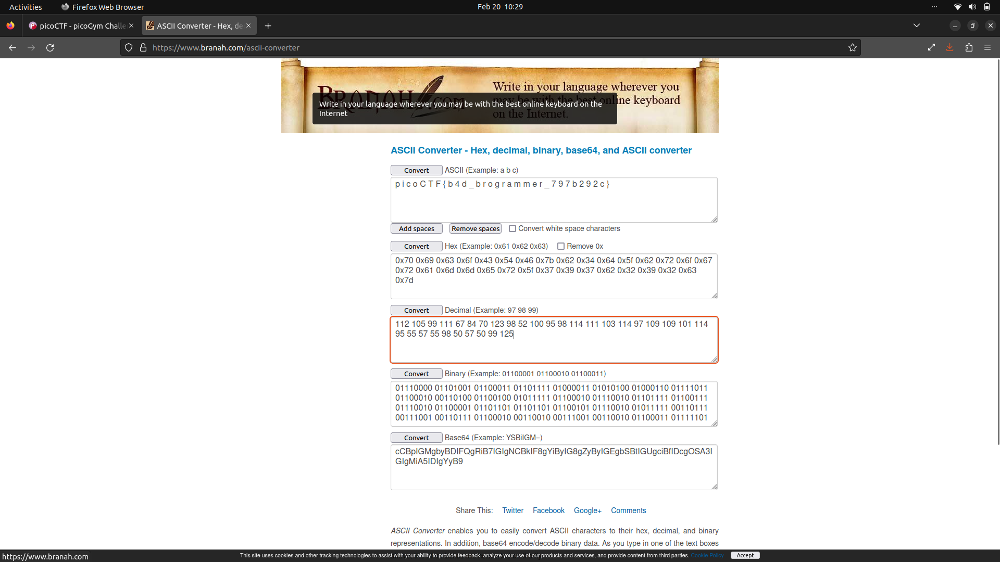 Activities
Firefox Web Browser
Feb 20 10:29
picoCTF - picoGym Challe
ASCII Converter - Hex, de
https://www.branah.com/ascii-converter
BRANAH.COM
Write in your language wherever you
may be with the best online keyboard
on the Internet.
Write in your language wherever you may be with the best online keyboard on the
Internet
ASCII Converter - Hex, decimal, binary, base64, and ASCII converter
Convert ASCII (Example: a b c)
p i c o C T F { b 4 d _ b r o g r a m m e r _ 7 9 7 b 2 9 2 c }
Add spaces Remove spaces Convert white space characters
Convert Hex (Example: 0x61 0x62 0x63) Remove 0x
0x70 0x69 0x63 0x6f 0x43 0x54 0x46 0x7b 0x62 0x34 0x64 0x5f 0x62 0x72 0x6f 0x67
0x72 0x61 0x6d 0x6d 0x65 0x72 0x5f 0x37 0x39 0x37 0x62 0x32 0x39 0x32 0x63
0x7d
Convert Decimal (Example: 97 98 99)
112 105 99 111 67 84 70 123 98 52 100 95 98 114 111 103 114 97 109 109 101 114
95 55 57 55 98 50 57 50 99 125
Convert Binary (Example: 01100001 01100010 01100011)
01110000 01101001 01100011 01101111 01000011 01010100 01000110 01111011
01100010 00110100 01100100 01011111 01100010 01110010 01101111 01100111
01110010 01100001 01101101 01101101 01100101 01110010 01011111 00110111
00111001 00110111 01100010 00110010 00111001 00110010 01100011 01111101
Convert Base64 (Example: YSBiIGM=)
cCBpIGMgbyBDIFQgRiB7IGIgNCBkIF8gYiByIG8gZyByIGEgbSBtIGUgciBfIDcgOSA3I
GIgMiA5IDIgYyB9
Share This: Twitter Facebook Google+ Comments
ASCII Converter enables you to easily convert ASCII characters to their hex, decimal, and binary
representations. In addition, base64 encode/decode binary data. As you type in one of the text boxes
This site uses cookies and other tracking technologies to assist with your ability to provide feedback, analyze your use of our products and services, and provide content from third parties. Cookie Policy Accept
https://www.branah.com